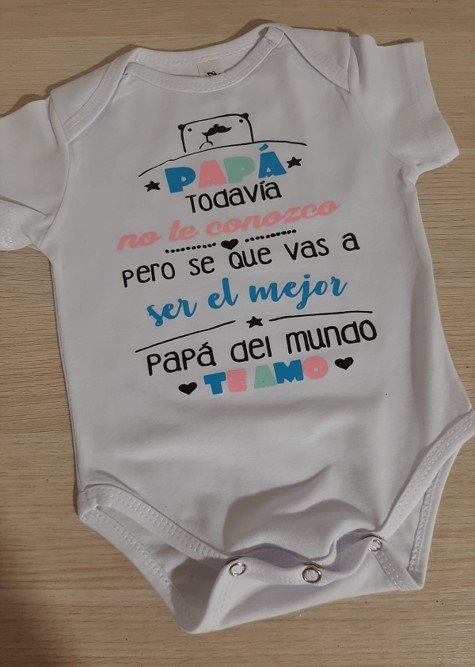 PAPÁ
TODAVÍA
no te conozco
PERO SE QUE VAS A
ser el mejor
PAPÁ DEL MUNDO
TE AMO